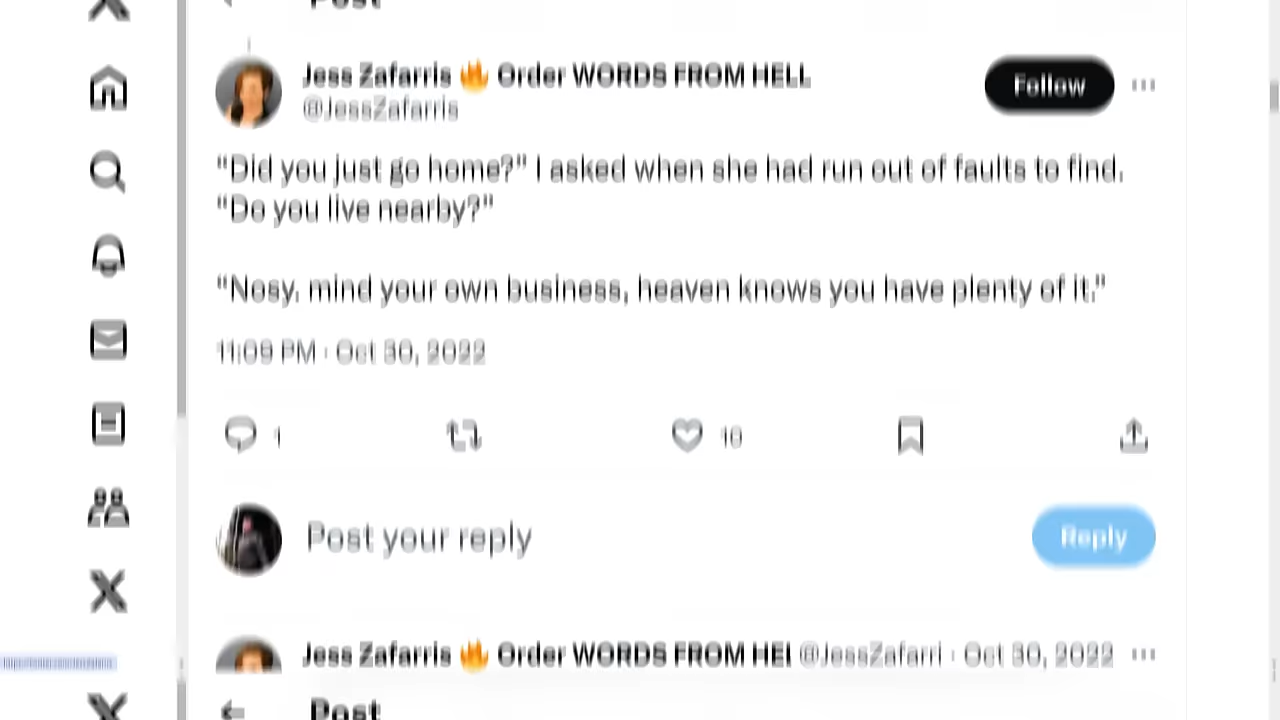 Post
Jess Zafarris 🔥 Order WORDS FROM HELL
Follow
@JessZafarris
"Did you just go home?" I asked when she had run out of faults to find.
"Do you live nearby?"
"Nosy, mind your own business, heaven knows you have plenty of it."
11:09 PM · Oct 30, 2022
1
10
Post your reply
Reply
Jess Zafarris 🔥 Order WORDS FROM HEL @JessZafarri · Oct 30, 2022
Post